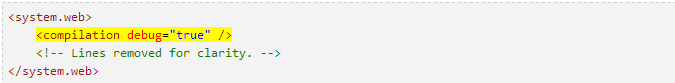 <system.web>
<compilation debug="true" />
<!-- Lines removed for clarity. -->
</system.web>